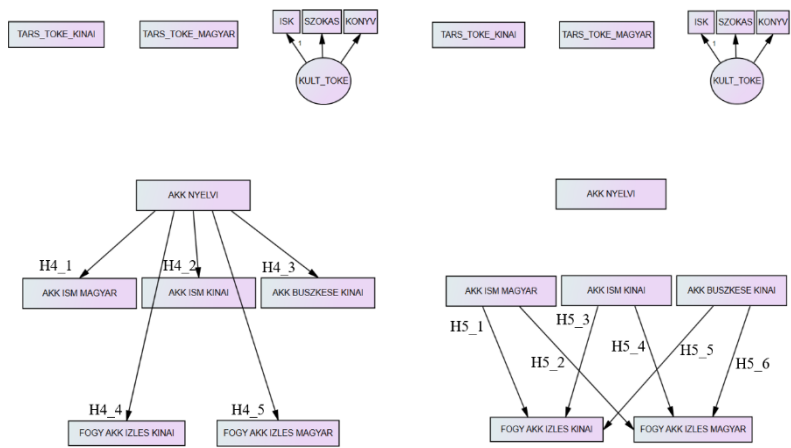 ISK SZOKAS KONYV
TARS_TOKE_KINAI TARS_TOKE_MAGYAR
1
KULT_TOKE
AKK NYELVI
H4_1 H4_2 H4_3
AKK ISM MAGYAR AKK ISM KINAI AKK BUSZKESE KINAI
H4_4 H4_5
FOGY AKK IZLES KINAI FOGY AKK IZLES MAGYAR
ISK SZOKAS KONYV
TARS_TOKE_KINAI TARS_TOKE_MAGYAR
1
KULT_TOKE
AKK NYELVI
AKK ISM MAGYAR AKK ISM KINAI AKK BUSZKESE KINAI
H5_1 H5_2 H5_3 H5_4 H5_5 H5_6
FOGY AKK IZLES KINAI FOGY AKK IZLES MAGYAR